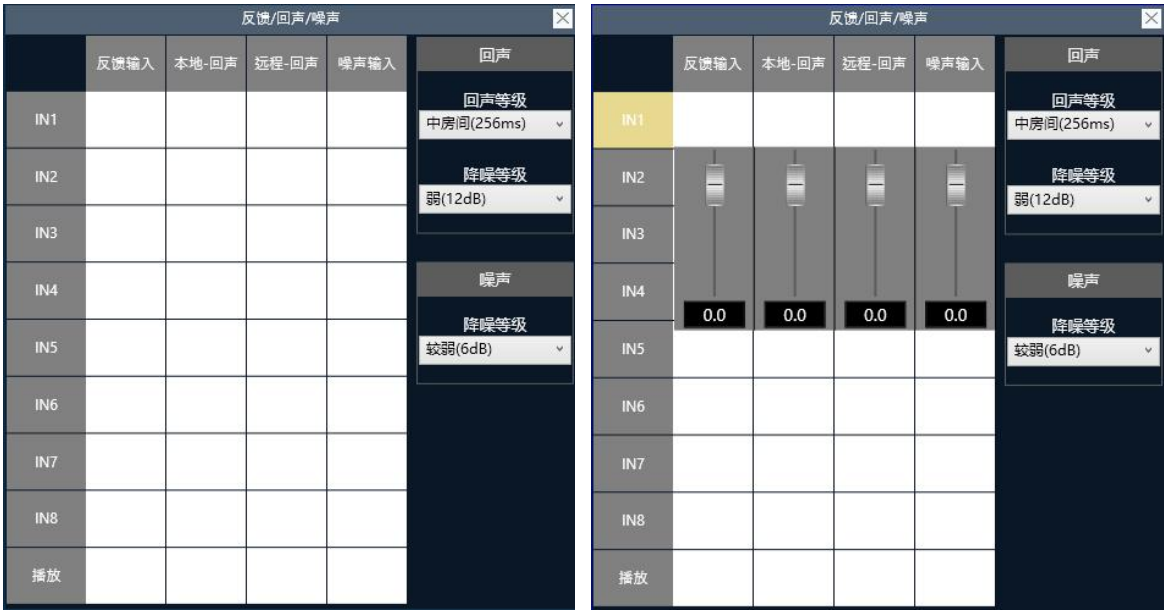 反馈/回声/噪声
反馈输入 本地-回声 远程-回声 噪声输入
IN1
IN2
IN3
IN4
IN5
IN6
IN7
IN8
播放
回声
回声等级
中房间(256ms)
降噪等级
弱(12dB)
噪声
降噪等级
较弱(6dB)
反馈/回声/噪声
反馈输入 本地-回声 远程-回声 噪声输入
IN1
IN2
IN3
IN4
0.0 0.0 0.0 0.0
IN5
IN6
IN7
IN8
播放
回声
回声等级
中房间(256ms)
降噪等级
弱(12dB)
噪声
降噪等级
较弱(6dB)